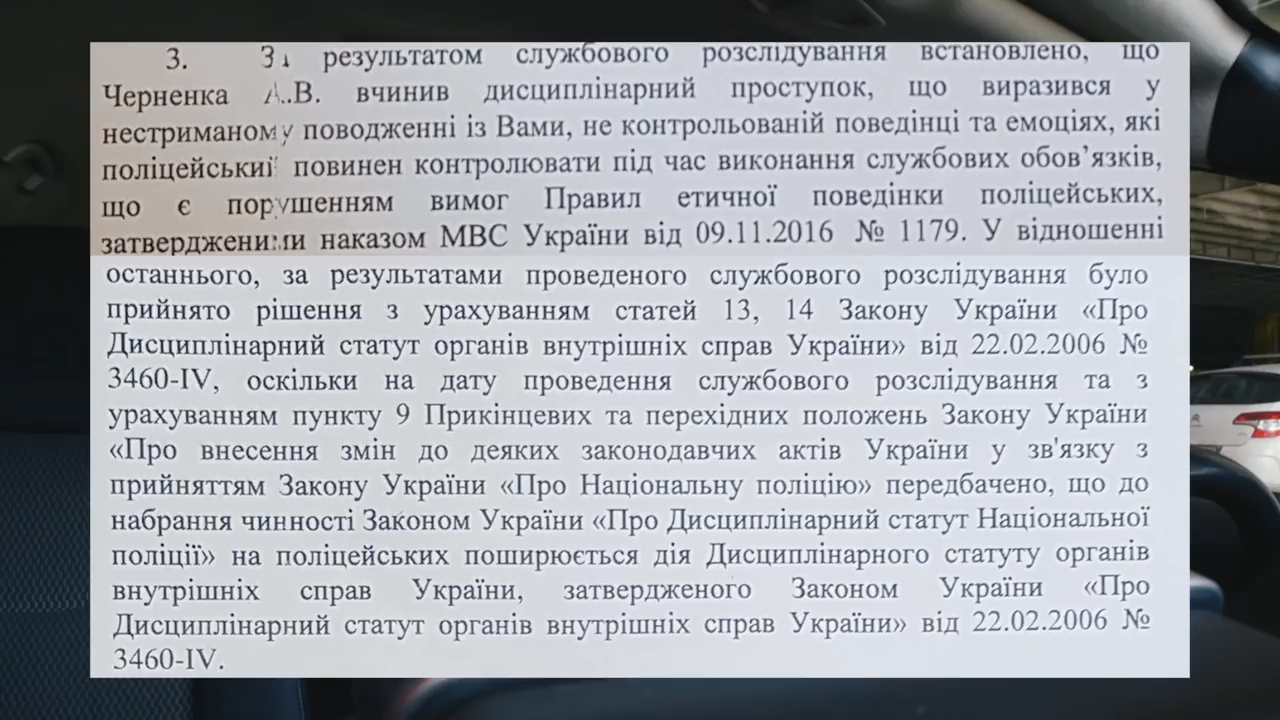 3. За результатом службового розслідування встановлено, що
Черненка А.В. вчинив дисциплінарний проступок, що виразився у
нестриманому поводженні із Вами, не контрольованій поведінці та емоціях, які
поліцейський повинен контролювати під час виконання службових обов’язків,
що є порушенням вимог Правил етичної поведінки поліцейських,
затвердженими наказом МВС України від 09.11.2016 № 1179. У відношенні
останнього, за результатами проведеного службового розслідування було
прийнято рішення з урахуванням статей 13, 14 Закону України «Про
Дисциплінарний статут органів внутрішніх справ України» від 22.02.2006 №
3460-IV, оскільки на дату проведення службового розслідування та з
урахуванням пункту 9 Прикінцевих та перехідних положень Закону України
«Про внесення змін до деяких законодавчих актів України у зв'язку з
прийняттям Закону України «Про Національну поліцію» передбачено, що до
набрання чинності Законом України «Про Дисциплінарний статут Національної
поліції» на поліцейських поширюється дія Дисциплінарного статуту органів
внутрішніх справ України, затвердженого Законом України «Про
Дисциплінарний статут органів внутрішніх справ України» від 22.02.2006 №
3460-IV.